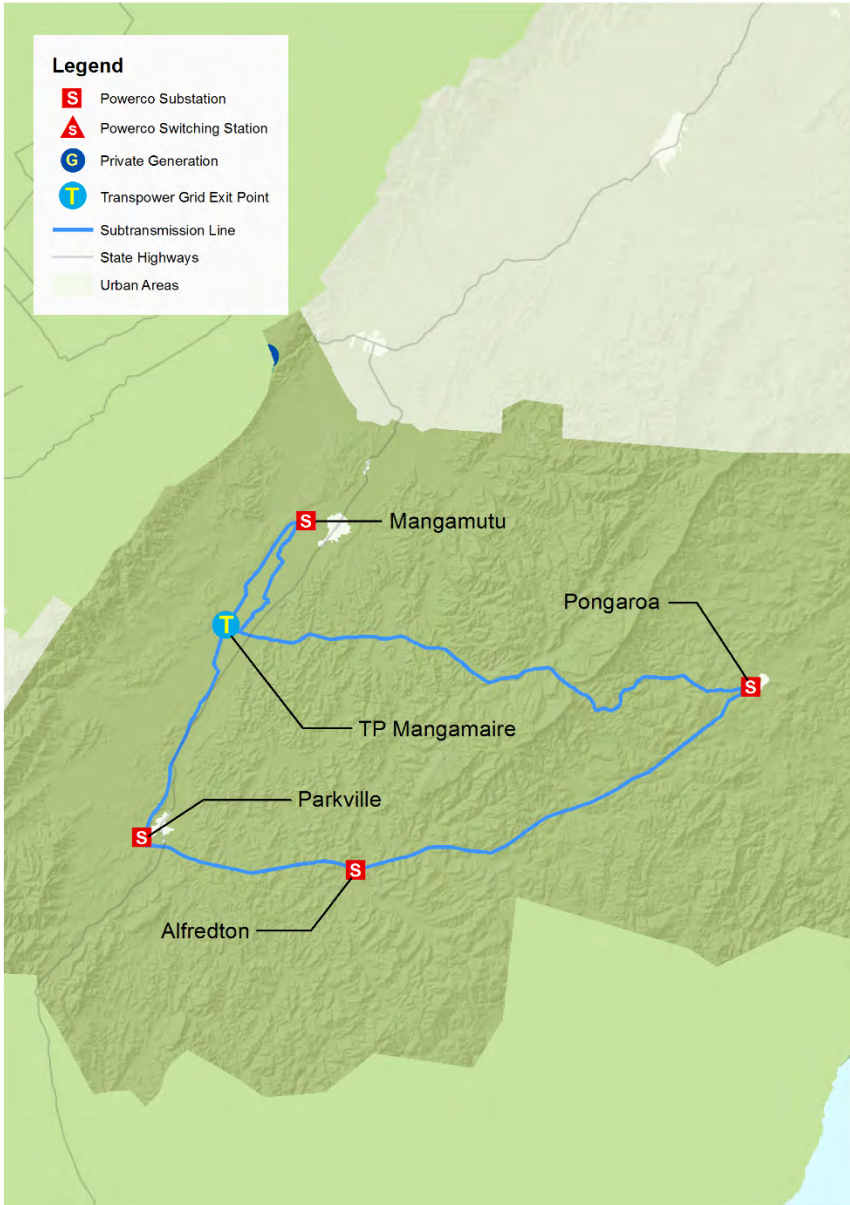 Legend
S Powerco Substation
S Powerco Switching Station
G Private Generation
T Transpower Grid Exit Point
Subtransmission Line
State Highways
Urban Areas
S Mangamutu
Pongaroa
T
S
TP Mangamaire
Parkville
S
S
Alfredton